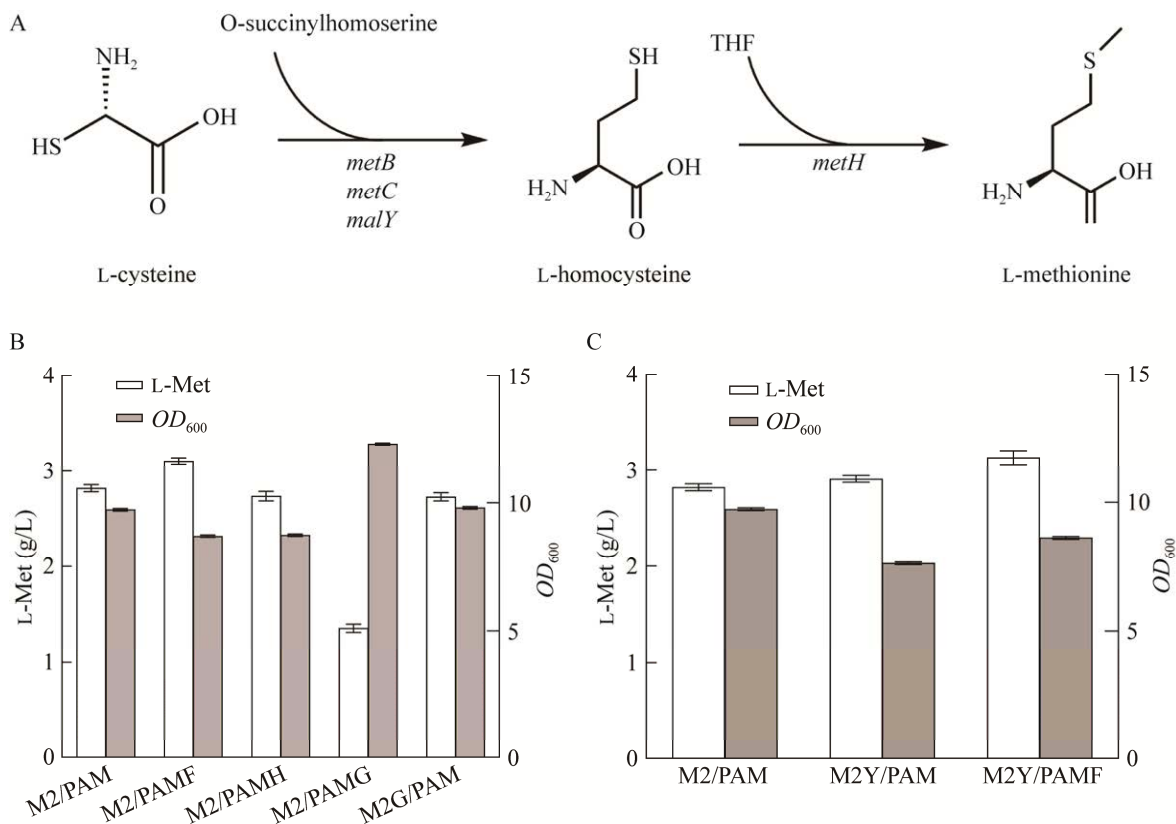 A
O-succinylhomoserine
NH2
HS
OH
O
metB
metC
malY
SH
H2N
OH
O
THF
metH
S
H2N
OH
L-cysteine
L-homocysteine
L-methionine
B
L-Met
OD600
4
3
2
1
0
L-Met (g/L)
15
10
5
0
OD600
M2/PAM
M2/PAMF
M2/PAMH
M2/PAMG
M2G/PAM
C
L-Met
OD600
4
3
2
1
0
L-Met (g/L)
15
10
5
0
OD600
M2/PAM
M2Y/PAM
M2Y/PAMF